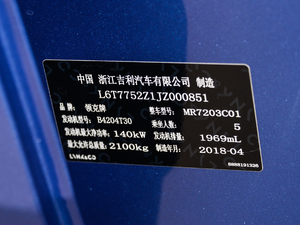 中国 浙江吉利汽车有限公司 制造
L6T7752Z1JZ000851
品牌: 领克牌 整车型号: MR7203C01
发动机型号: B4204T30 乘坐人数: 5
发动机最大净功率: 140kW 发动机排量: 1969mL
最大允许总质量: 2100kg 制造年月: 2018-04
LYNK&CO